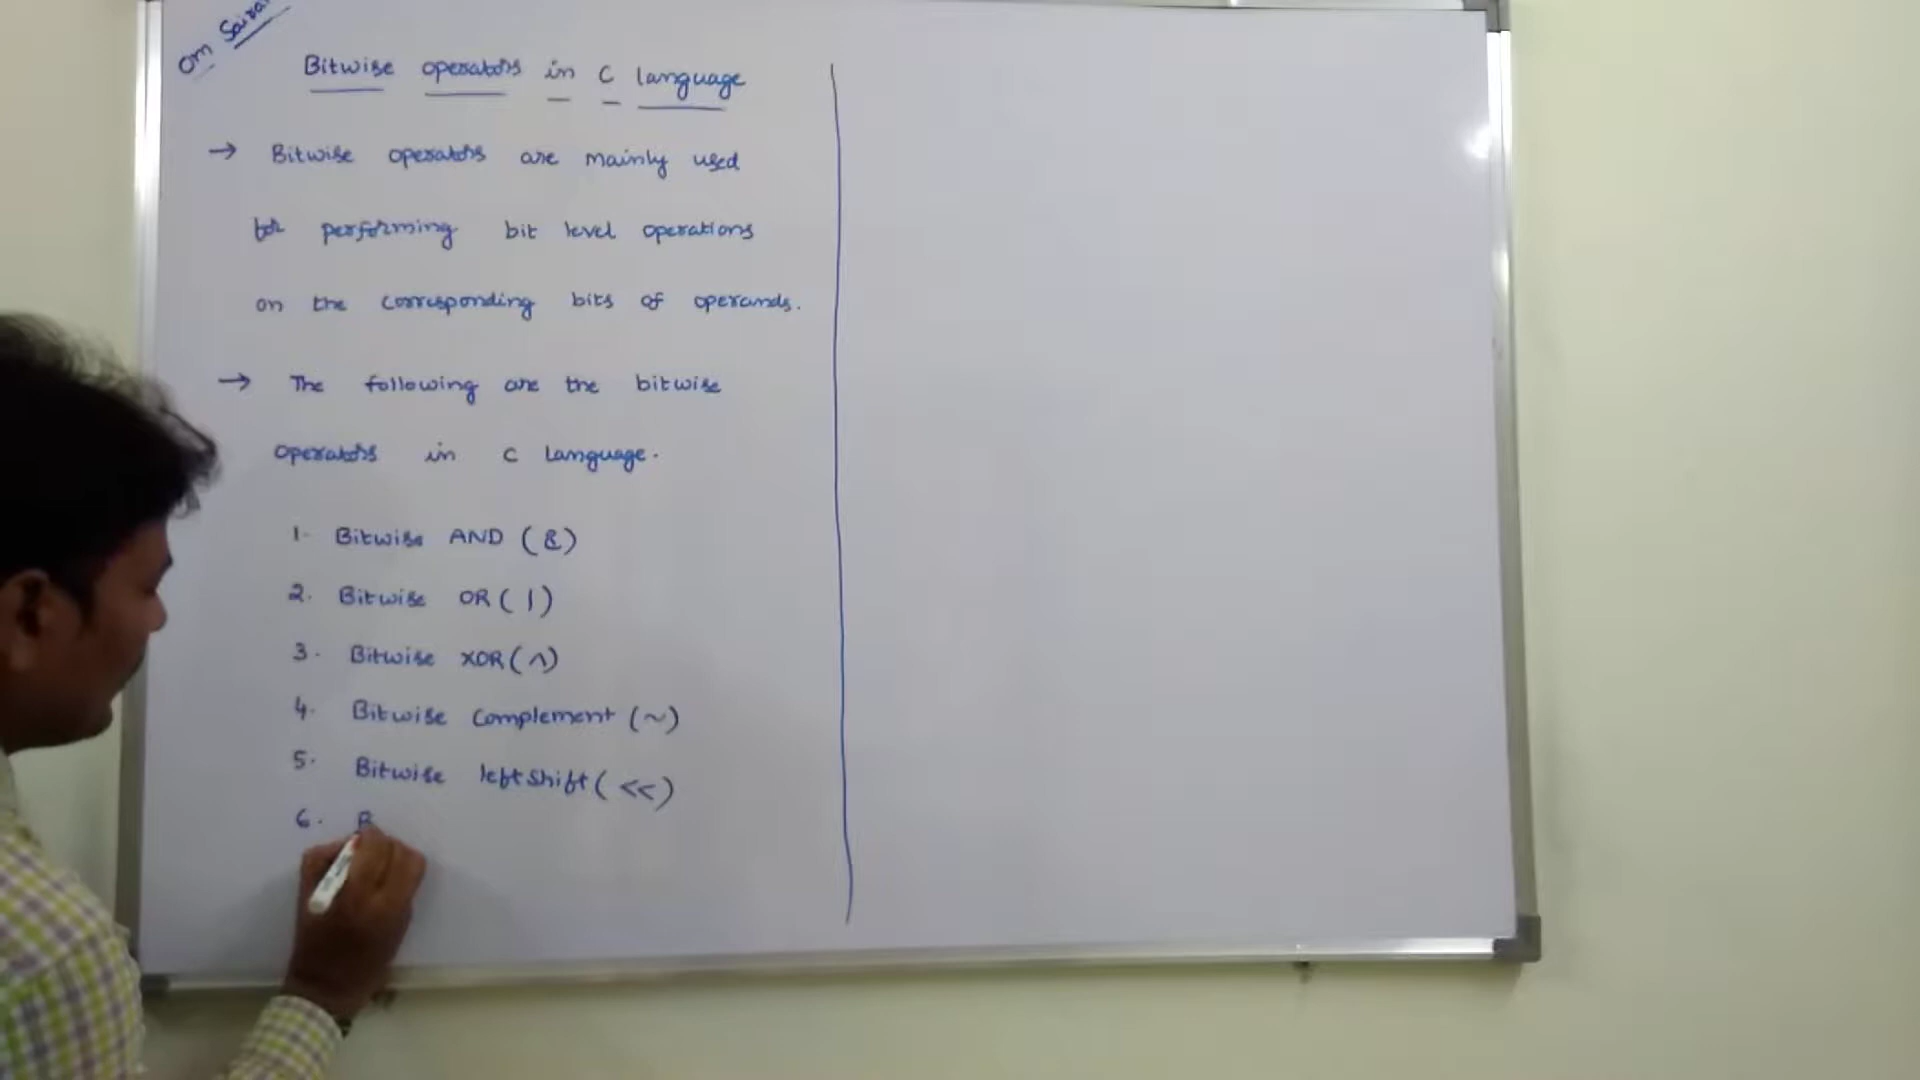 Om Sairam
Bitwise operators in C language
→ Bitwise operators are mainly used
for performing bit level operations
on the corresponding bits of operands.
→ The following are the bitwise
operators in C language.
1. Bitwise AND (&)
2. Bitwise OR (|)
3. Bitwise XOR (^)
4. Bitwise Complement (~)
5. Bitwise leftshift (<<)
6. B